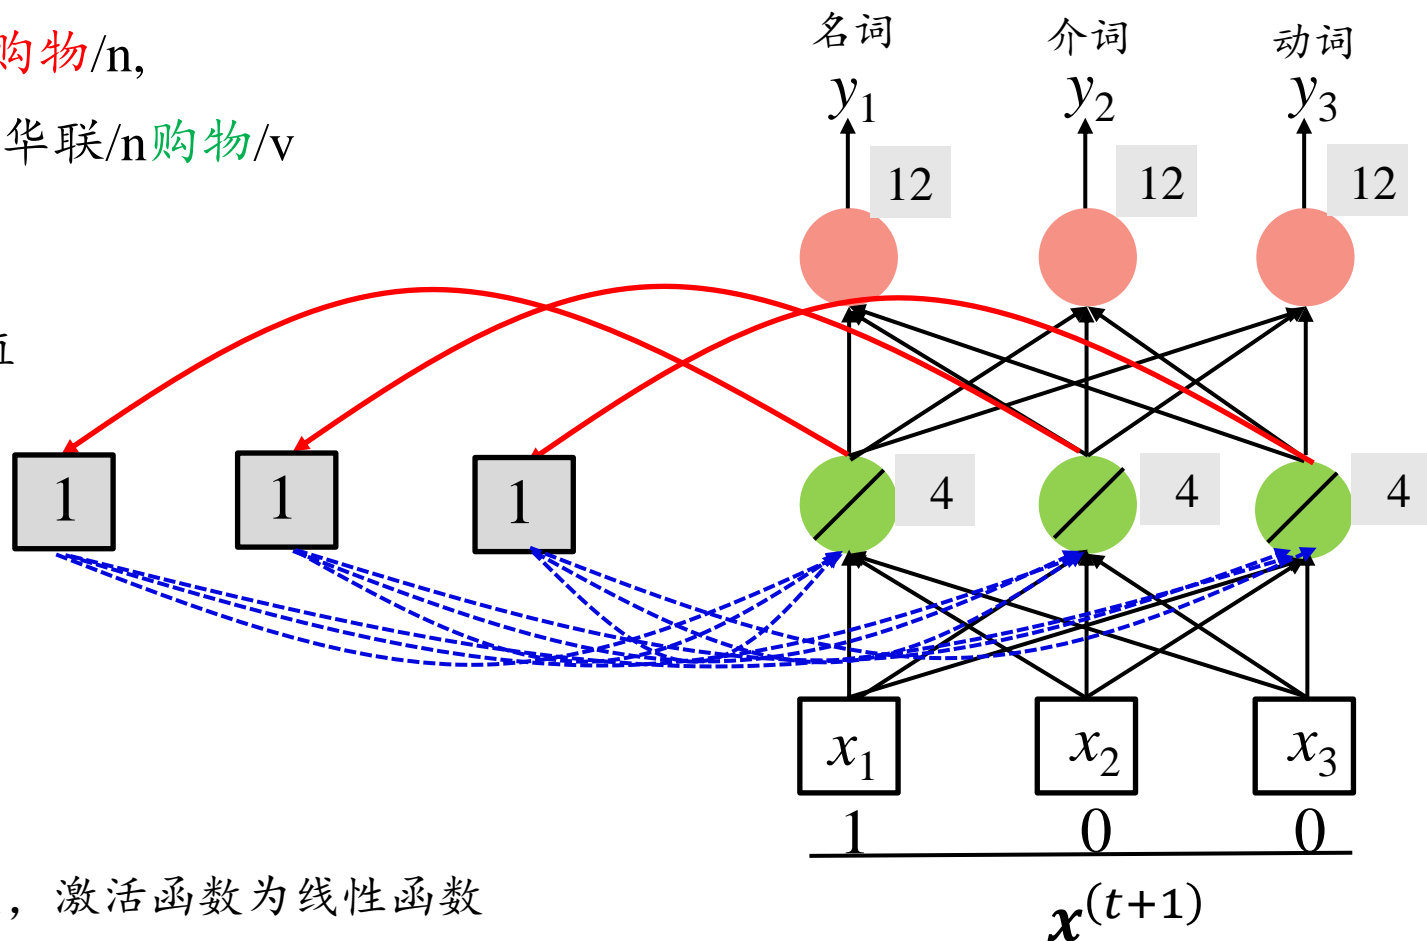 名词 介词 动词
购物/n,
y₁ y₂ y₃
华联/n购物/v
12 12 12
1 1 1 4 4 4
x₁ x₂ x₃
1 0 0
，激活函数为线性函数
x^(t+1)